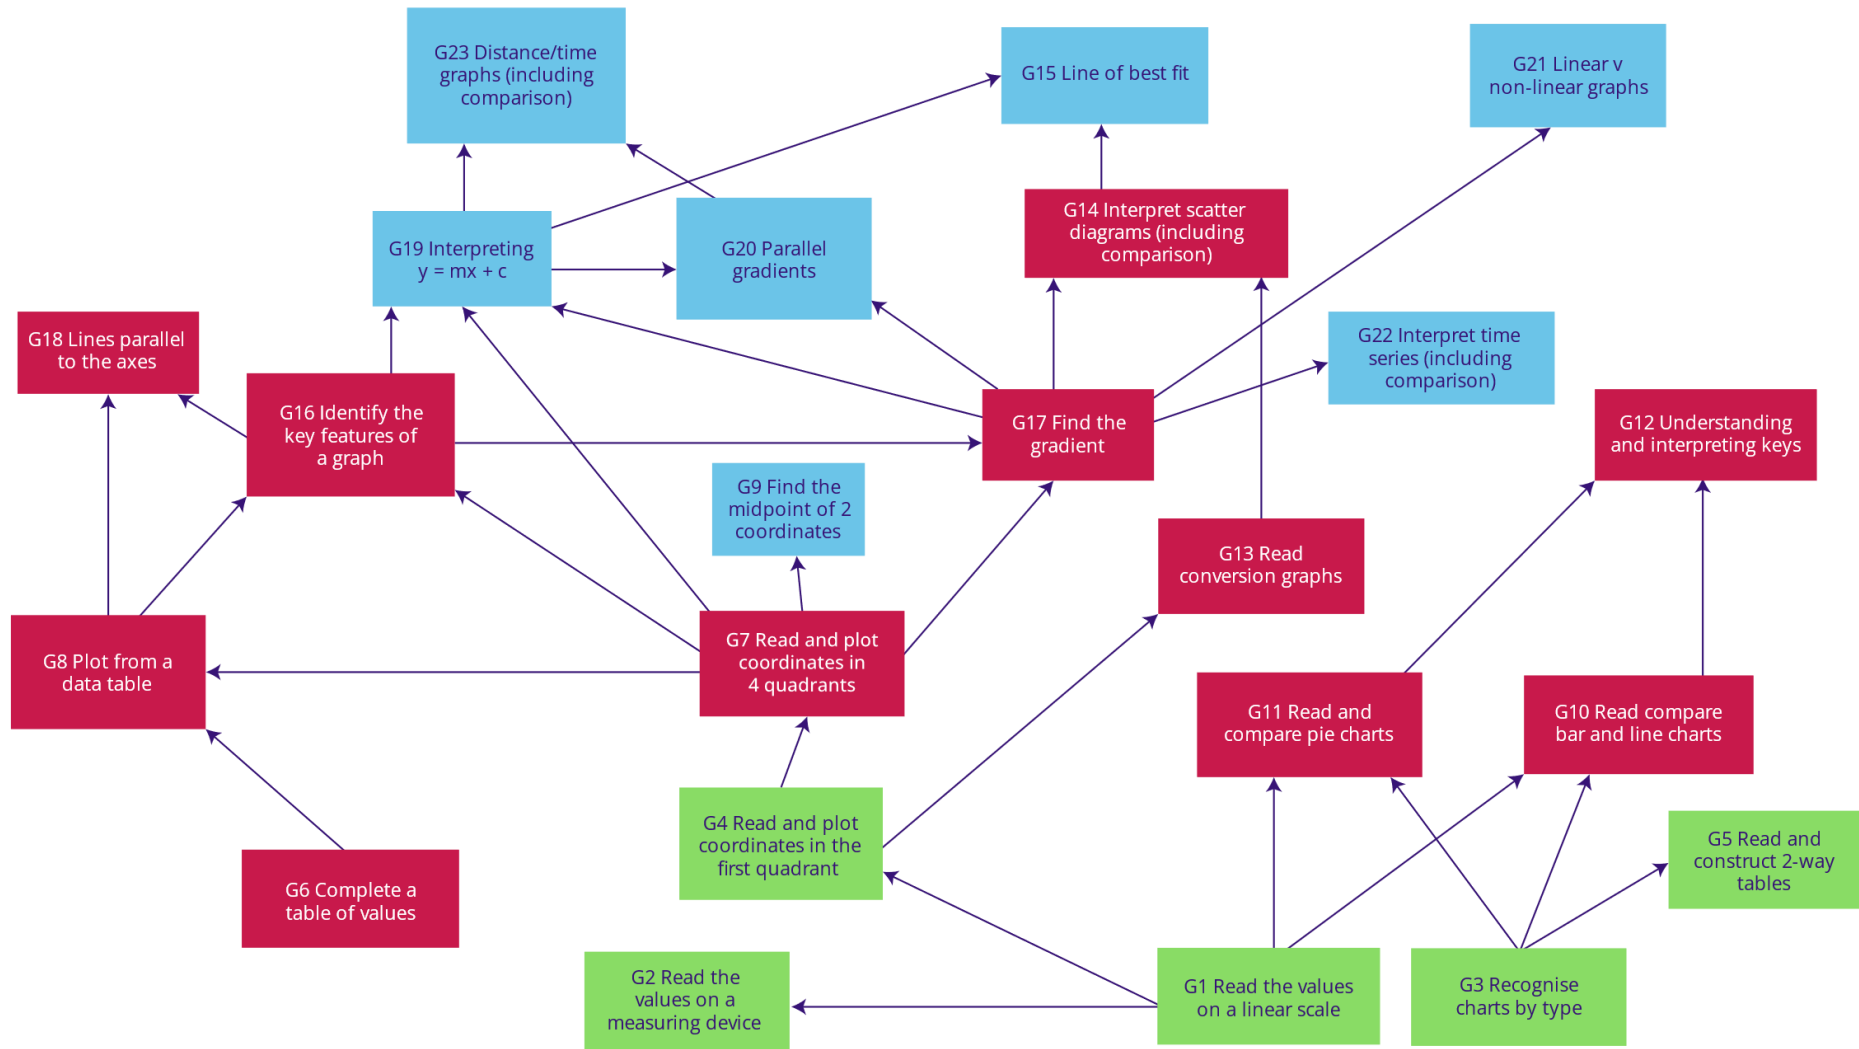 G23 Distance/time
graphs (including
comparison)
G15 Line of best fit
G21 Linear v
non-linear graphs
G19 Interpreting
y = mx + c
G20 Parallel
gradients
G14 Interpret scatter
diagrams (including
comparison)
G18 Lines parallel
to the axes
G22 Interpret time
series (including
comparison)
G16 Identify the
key features of
a graph
G17 Find the
gradient
G12 Understanding
and interpreting keys
G9 Find the
midpoint of 2
coordinates
G13 Read
conversion graphs
G8 Plot from a
data table
G7 Read and plot
coordinates in
4 quadrants
G11 Read and
compare pie charts
G10 Read compare
bar and line charts
G4 Read and plot
coordinates in the
first quadrant
G5 Read and
construct 2-way
tables
G6 Complete a
table of values
G2 Read the
values on a
measuring device
G1 Read the values
on a linear scale
G3 Recognise
charts by type